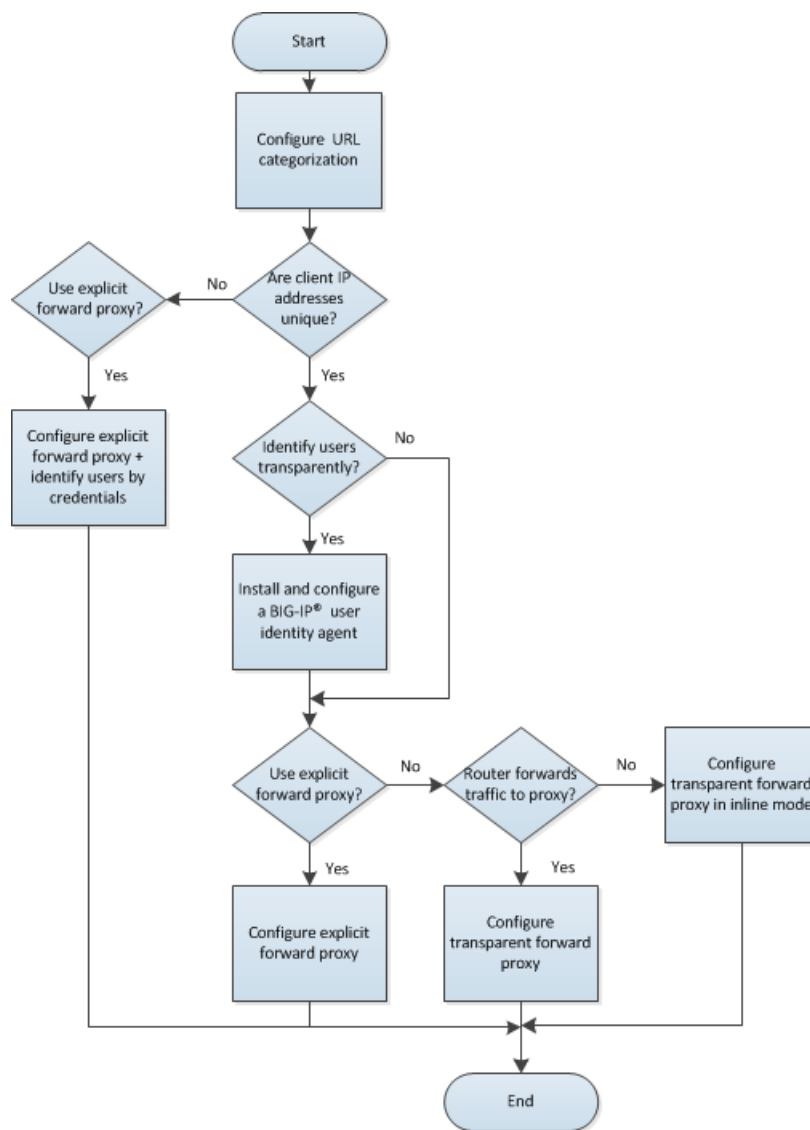 Start
Configure URL
categorization
Are client IP
addresses
unique?
No
Use explicit
forward proxy?
Yes
Yes
Configure explicit
forward proxy +
identify users by
credentials
Identify users
transparently?
No
Yes
Install and configure
a BIG-IP® user
identity agent
Use explicit
forward proxy?
No
Router forwards
traffic to proxy?
No
Configure
transparent forward
proxy in inline mode
Yes
Yes
Configure explicit
forward proxy
Configure
transparent forward
proxy
End